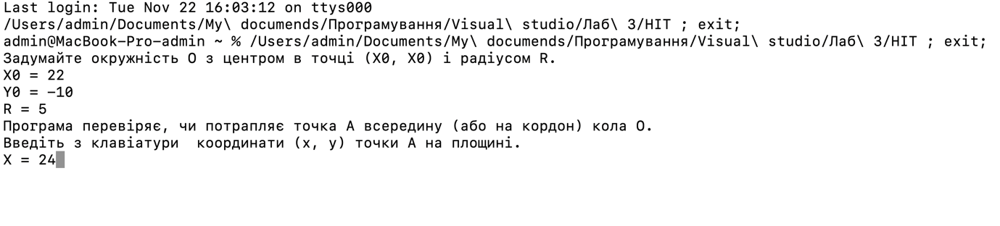 Last login: Tue Nov 22 16:03:12 on ttys000
/Users/admin/Documents/My\ documends/Програмування/Visual\ studio/Лаб\ 3/HIT ; exit;
admin@MacBook-Pro-admin ~ % /Users/admin/Documents/My\ documends/Програмування/Visual\ studio/Лаб\ 3/HIT ; exit;
Задумайте окружність O з центром в точці (X0, X0) і радіусом R.
X0 = 22
Y0 = -10
R = 5
Програма перевіряє, чи потрапляє точка A всередину (або на кордон) кола O.
Введіть з клавіатури  координати (x, y) точки A на площині.
X = 24